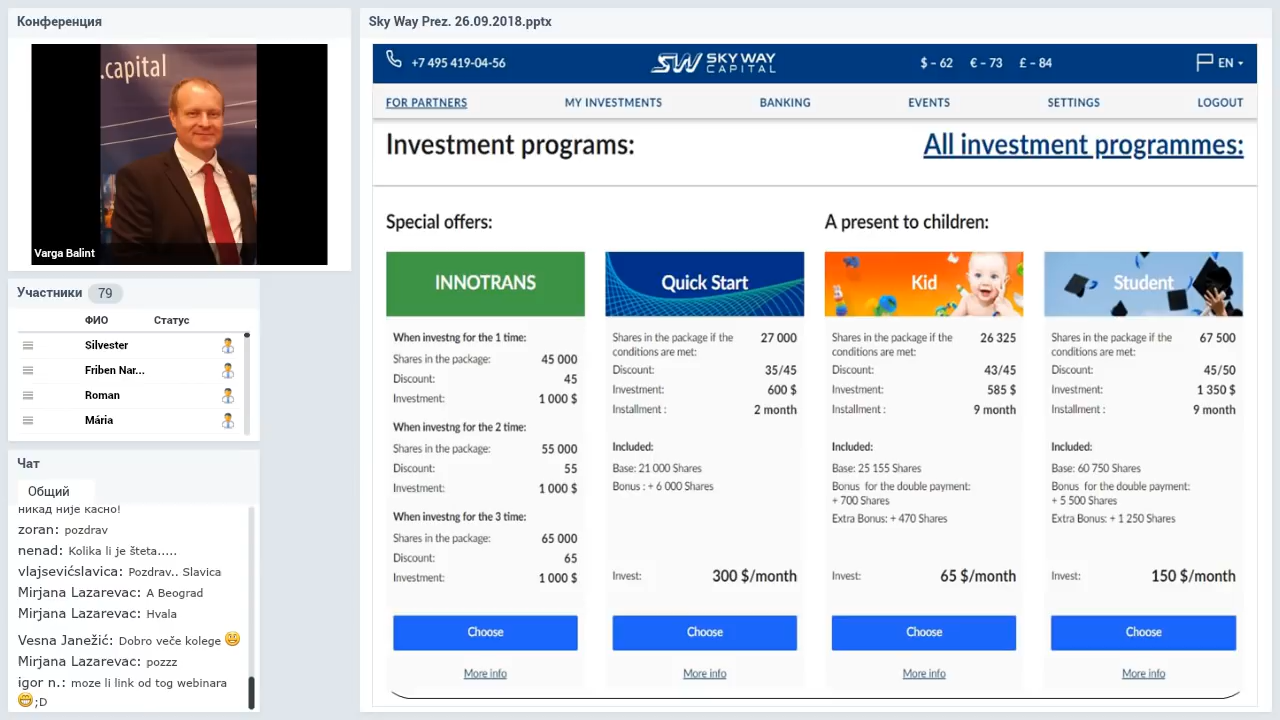 Конференция
.capital
Varga Balint
Участники 79
ФИО Статус
Silvester
Friben Nar...
Roman
Mária
Чат
Общий
никад није касно!
zoran: pozdrav
nenad: Kolika li je šteta.....
vlajsevićslavica: Pozdrav.. Slavica
Mirjana Lazarevac: A Beograd
Mirjana Lazarevac: Hvala
Vesna Janežić: Dobro veče kolege
Mirjana Lazarevac: pozzz
igor n.: moze li link od tog webinara
;D
Sky Way Prez. 26.09.2018.pptx
+7 495 419-04-56
SW SKY WAY
CAPITAL
$ – 62 € – 73 £ – 84
EN
FOR PARTNERS MY INVESTMENTS BANKING EVENTS SETTINGS LOGOUT
Investment programs:
All investment programmes:
Special offers:
A present to children:
INNOTRANS
When investng for the 1 time:
Shares in the package: 45 000
Discount: 45
Investment: 1 000 $
When investng for the 2 time:
Shares in the package: 55 000
Discount: 55
Investment: 1 000 $
When investng for the 3 time:
Shares in the package: 65 000
Discount: 65
Investment: 1 000 $
Choose
More info
Quick Start
Shares in the package if the 27 000
conditions are met:
Discount: 35/45
Investment: 600 $
Installment : 2 month
Included:
Base: 21 000 Shares
Bonus : + 6 000 Shares
Invest: 300 $/month
Choose
More info
Kid
Shares in the package if the 26 325
conditions are met:
Discount: 43/45
Investment: 585 $
Installment : 9 month
Included:
Base: 25 155 Shares
Bonus for the double payment:
+ 700 Shares
Extra Bonus: + 470 Shares
Invest: 65 $/month
Choose
More info
Student
Shares in the package if the 67 500
conditions are met:
Discount: 45/50
Investment: 1 350 $
Installment : 9 month
Included:
Base: 60 750 Shares
Bonus for the double payment:
+ 5 500 Shares
Extra Bonus: + 1 250 Shares
Invest: 150 $/month
Choose
More info